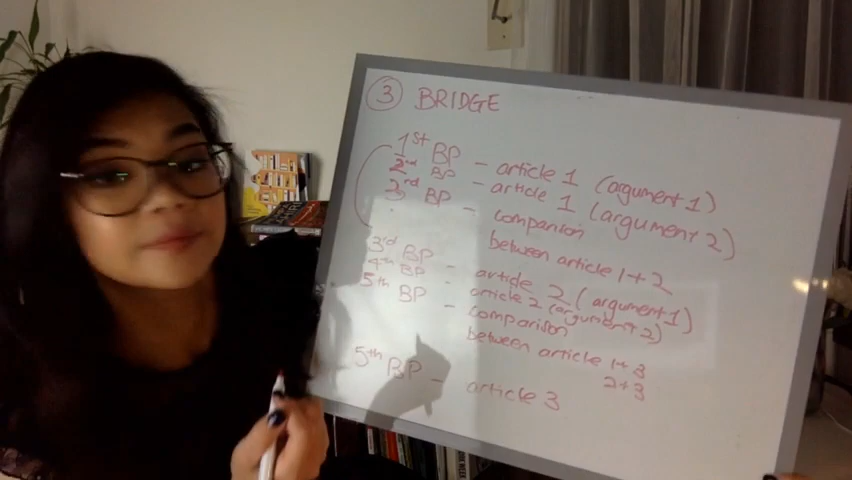 ③ BRIDGE
1st BP - article 1 (argument 1)
2nd BP - article 1 (argument 2)
3rd BP - comparison
between article 1 + 2
3rd BP - article 2 (argument 1)
4th BP - article 2 (argument 2)
5th BP - comparison
between article 1 + 3
2 + 3
5th BP - article 3